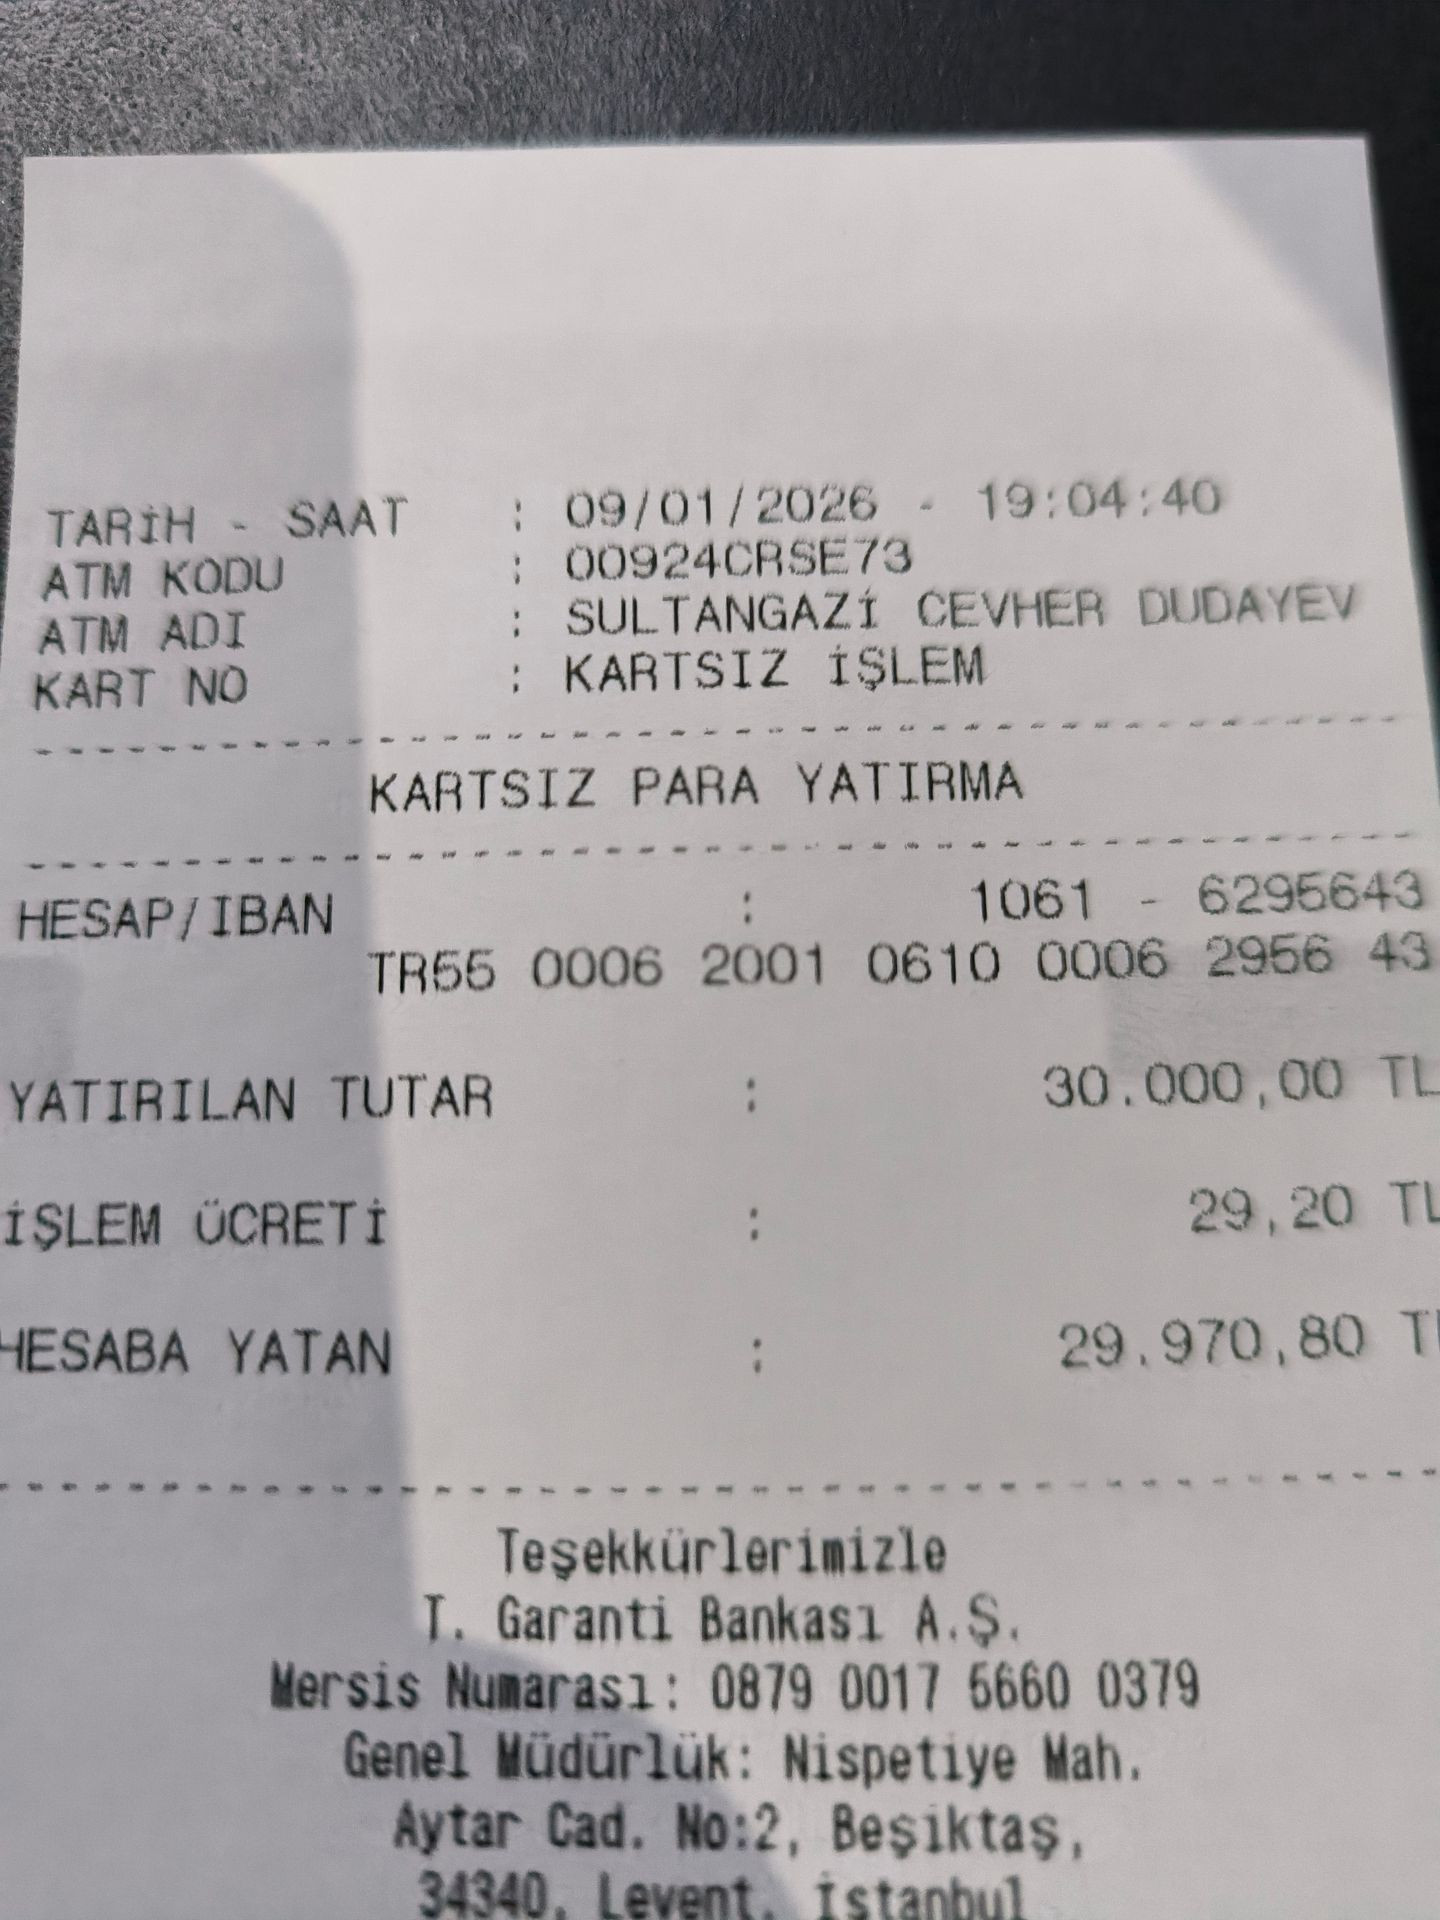 TARİH - SAAT : 09/01/2026 - 19:04:40
ATM KODU : 00924CRSE73
ATM ADI : SULTANGAZİ CEVHER DUDAYEV
KART NO : KARTSIZ İŞLEM
KARTSIZ PARA YATIRMA
HESAP/IBAN : 1061 - 6295643
TR55 0006 2001 0610 0006 2956 43
YATIRILAN TUTAR : 30.000,00 TL
İŞLEM ÜCRETİ : 29,20 TL
HESABA YATAN : 29.970,80 TL
Teşekkürlerimizle
T. Garanti Bankası A.Ş.
Mersis Numarası: 0879 0017 5660 0379
Genel Müdürlük: Nispetiye Mah.
Aytar Cad. No:2, Beşiktaş,
34340, Levent, İstanbul